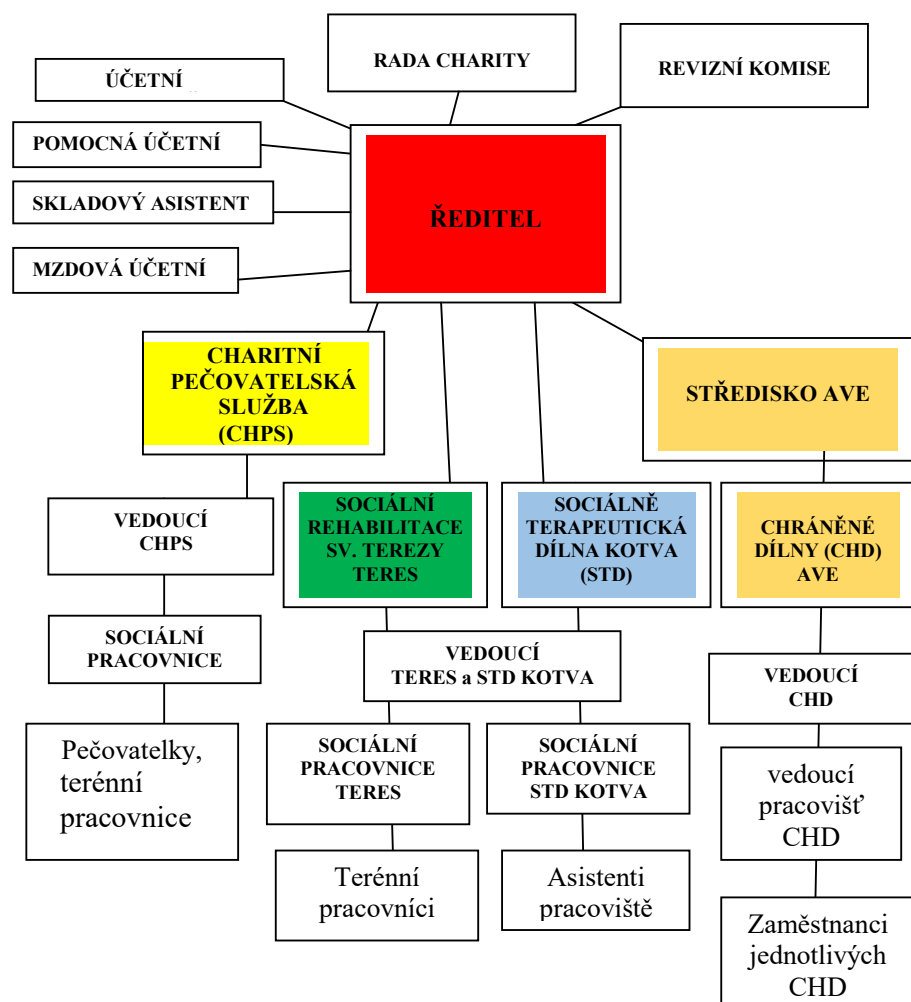 RADA CHARITY
REVIZNÍ KOMISE
ÚČETNÍ
POMOCNÁ ÚČETNÍ
SKLADOVÝ ASISTENT
MZDOVÁ ÚČETNÍ
ŘEDITEL
CHARITNÍ
PEČOVATELSKÁ
SLUŽBA
(CHPS)
STŘEDISKO AVE
VEDOUCÍ
CHPS
SOCIÁLNÍ
REHABILITACE
SV. TEREZY
TERES
SOCIÁLNĚ
TERAPEUTICKÁ
DÍLNA KOTVA
(STD)
CHRÁNĚNÉ
DÍLNY (CHD)
AVE
SOCIÁLNÍ
PRACOVNICE
VEDOUCÍ
TERES a STD KOTVA
VEDOUCÍ
CHD
Pečovatelky,
terénní
pracovnice
SOCIÁLNÍ
PRACOVNICE
TERES
SOCIÁLNÍ
PRACOVNICE
STD KOTVA
vedoucí
pracovišť
CHD
Terénní
pracovníci
Asistenti
pracoviště
Zaměstnanci
jednotlivých
CHD